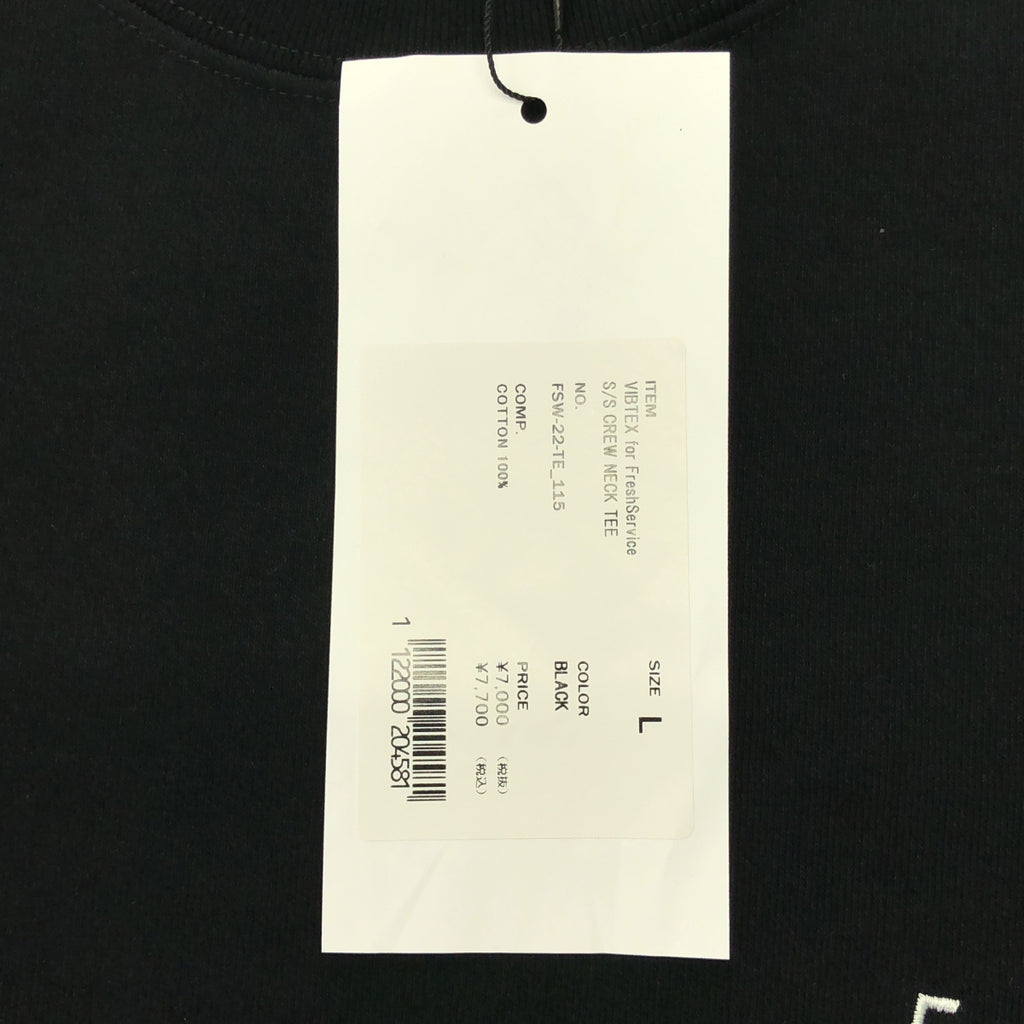 ITEM
VIBTEX for FreshService
S/S CREW NECK TEE
NO.
FSW-22-TE_115
COMP.
COTTON 100%
SIZE L
COLOR
BLACK
PRICE
¥7,000 (税抜)
¥7,700 (税込)
1 122000 204581